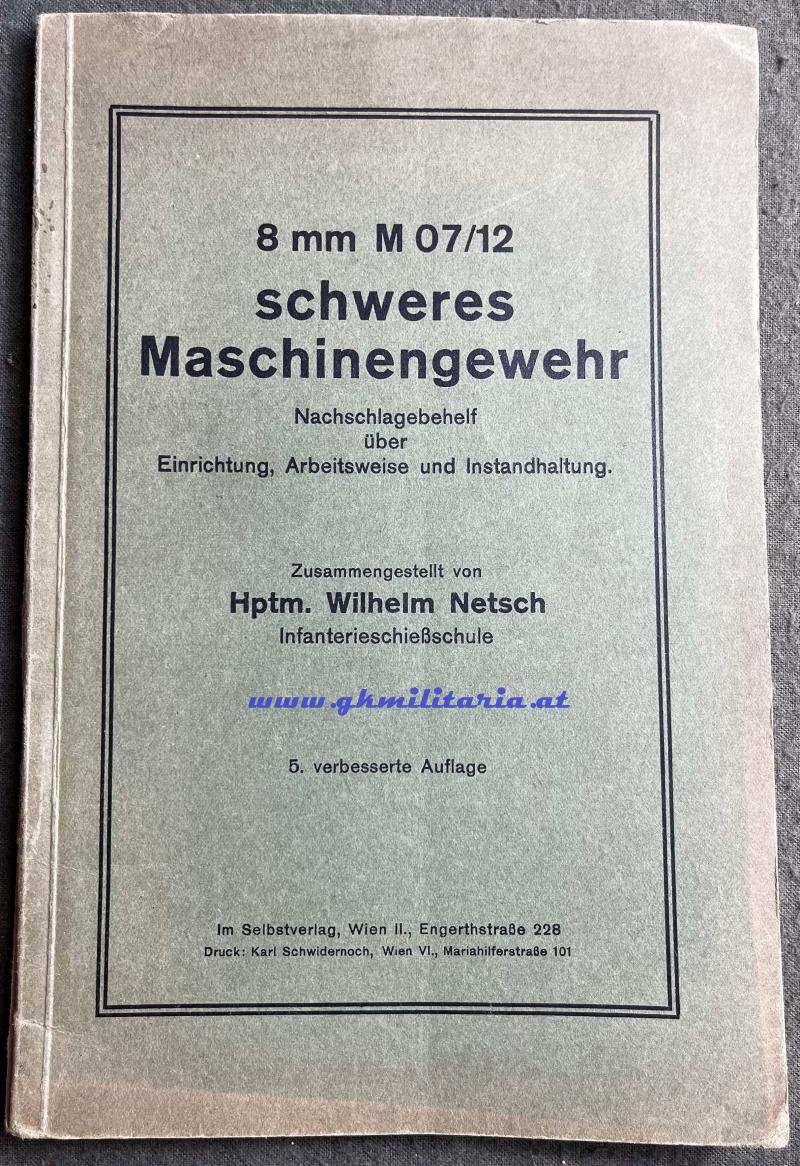 8 mm M 07/12
schweres
Maschinengewehr
Nachschlagebehelf
über
Einrichtung, Arbeitsweise und Instandhaltung.
Zusammengestellt von
Hptm. Wilhelm Netsch
Infanterieschießschule
www.gkmilitaria.at
5. verbesserte Auflage
Im Selbstverlag, Wien II., Engerthstraße 228
Druck: Karl Schwidernoch, Wien VI., Mariahilferstraße 101